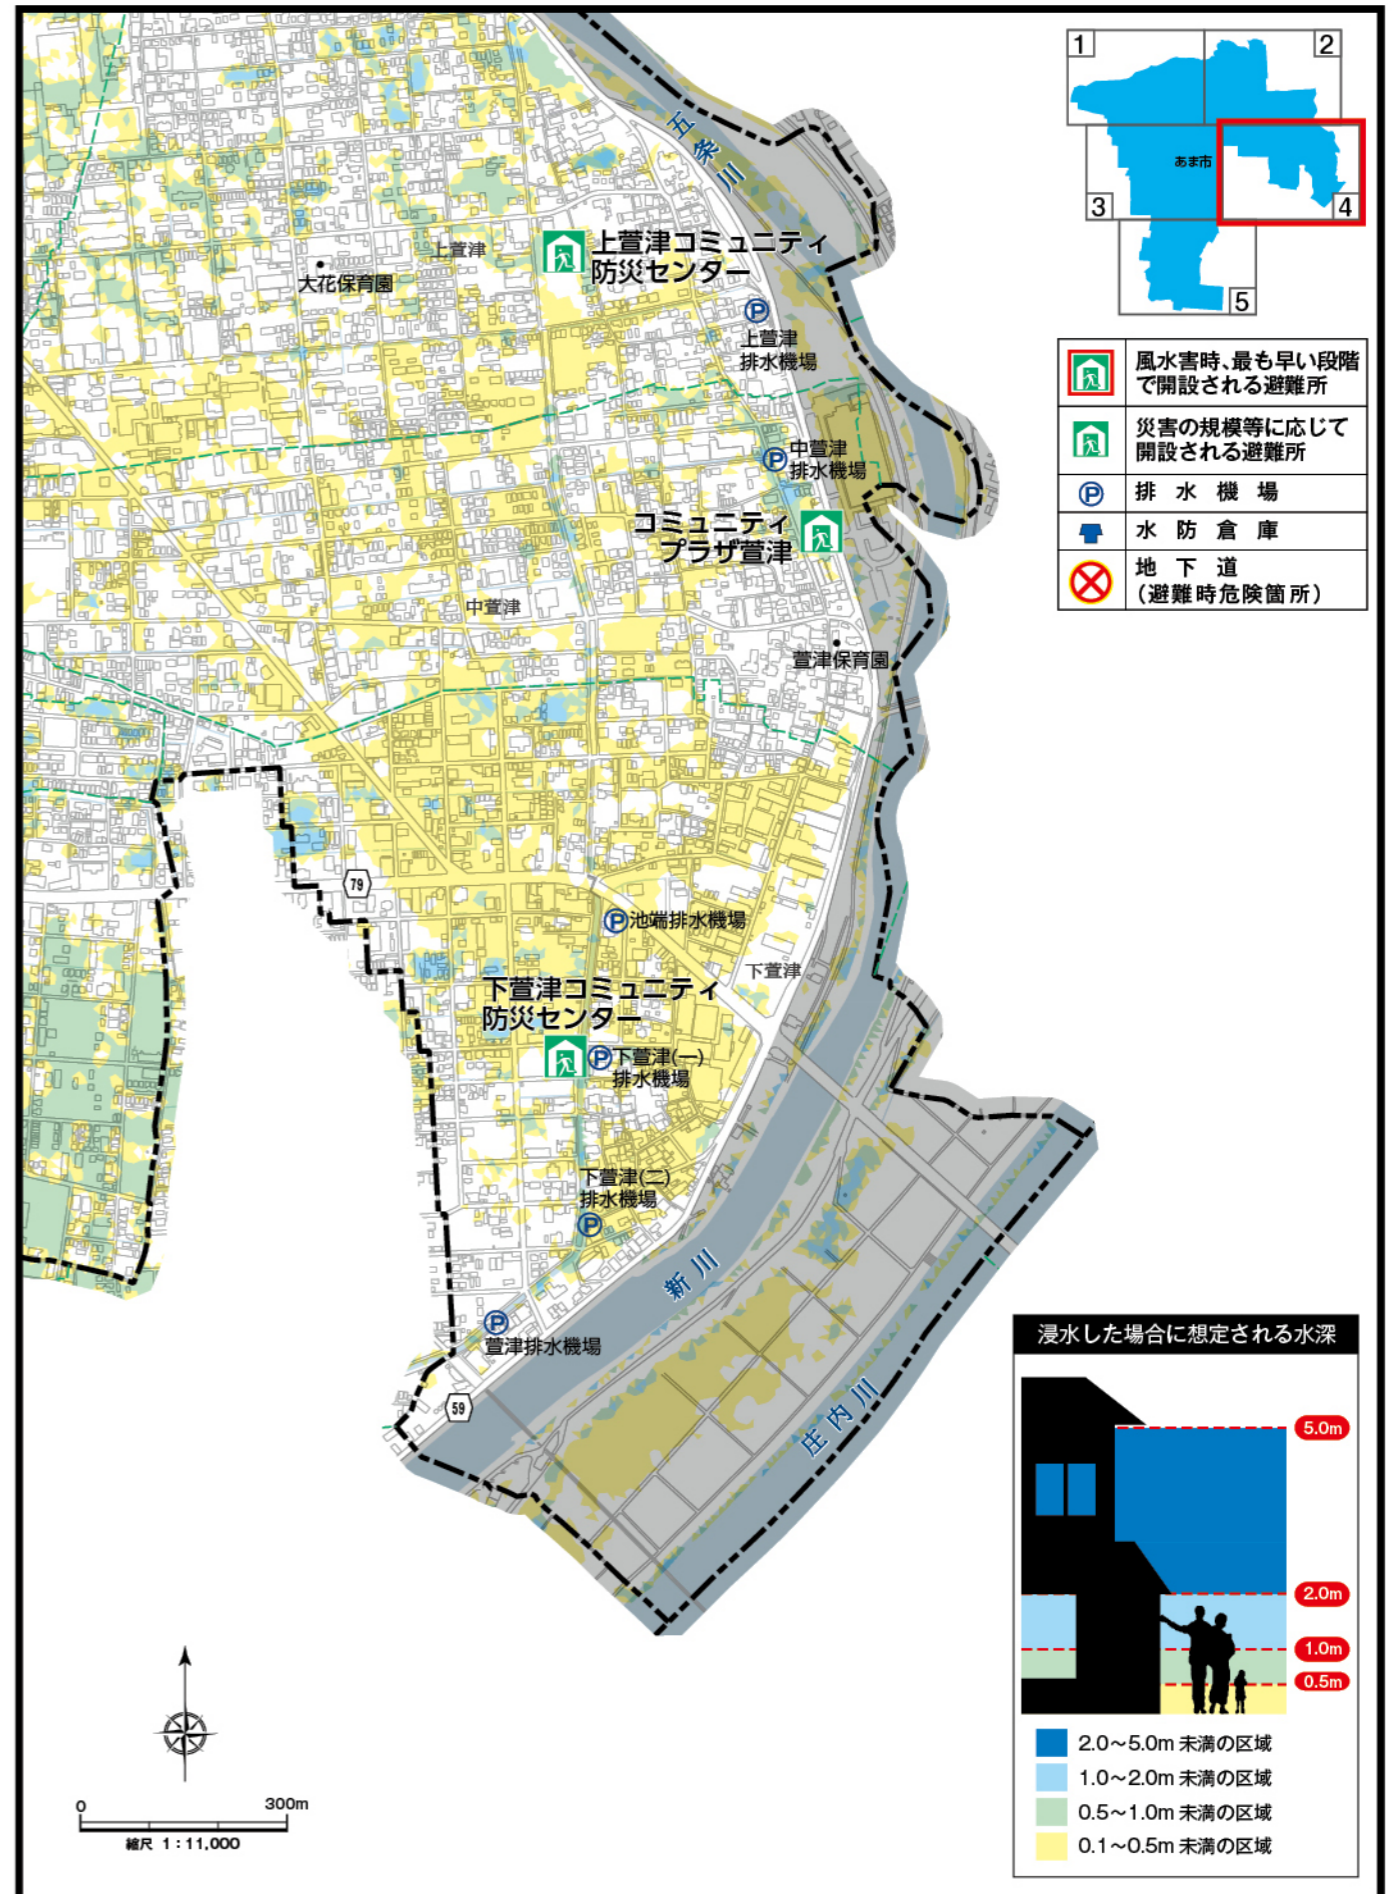 五条川
上萱津コミュニティ
防災センター
上萱津
大花保育園
上萱津
排水機場
中萱津
排水機場
コミュニティ
プラザ萱津
中萱津
萱津保育園
79
池端排水機場
下萱津
下萱津コミュニティ
防災センター
下萱津(一)
排水機場
下萱津(二)
排水機場
新川
萱津排水機場
59
庄内川
1
2
あま市
3
4
5
風水害時、最も早い段階
で開設される避難所
災害の規模等に応じて
開設される避難所
P 排水機場
水防倉庫
地下道
(避難時危険箇所)
浸水した場合に想定される水深
5.0m
2.0m
1.0m
0.5m
2.0～5.0m 未満の区域
1.0～2.0m 未満の区域
0.5～1.0m 未満の区域
0.1～0.5m 未満の区域
0 300m
縮尺 1：11,000